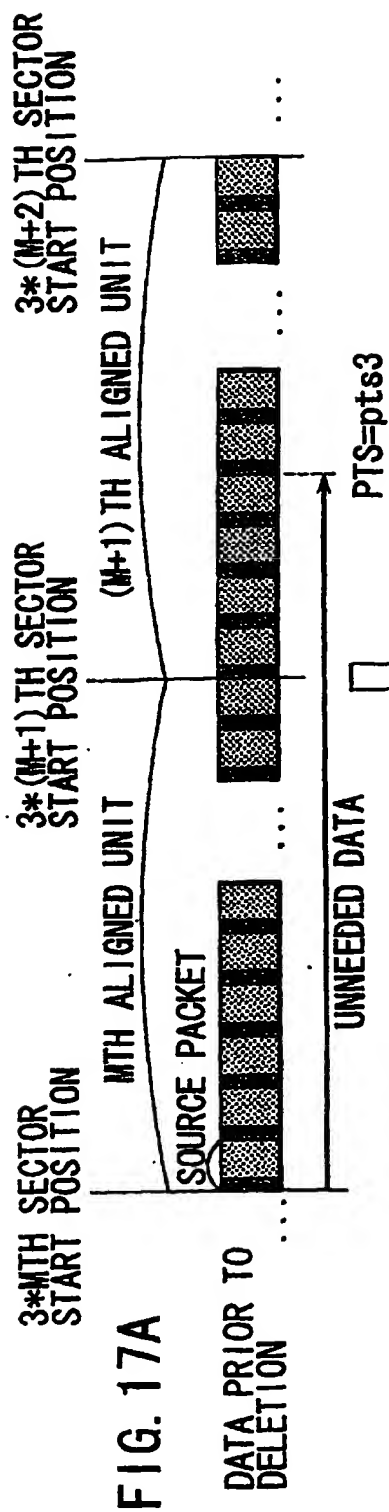 FIG. 17A
3*MTH SECTOR
START POSITION
3*(M+1)TH SECTOR
START POSITION
3*(M+2)TH SECTOR
START POSITION
MTH ALIGNED UNIT
(M+1)TH ALIGNED UNIT
SOURCE PACKET
DATA PRIOR TO
DELETION
...
...
...
...
UNNEEDED DATA
PTS=pts3